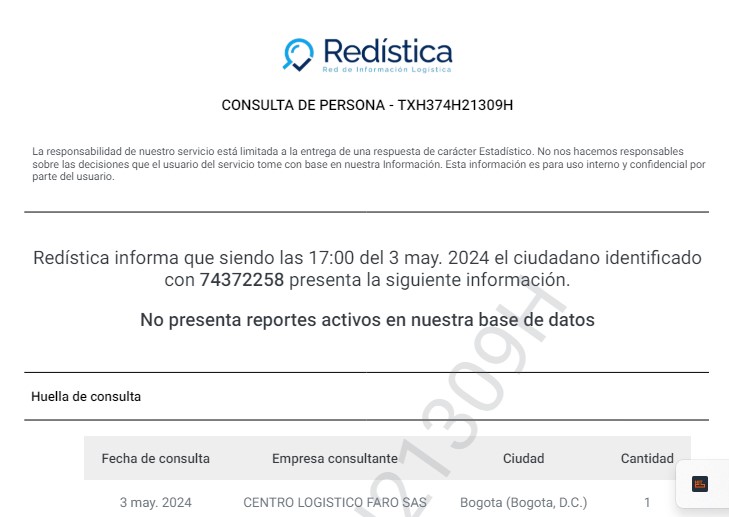 Redística
Red de Información Logística
CONSULTA DE PERSONA - TXH374H21309H
La responsabilidad de nuestro servicio está limitada a la entrega de una respuesta de carácter Estadístico. No nos hacemos responsables
sobre las decisiones que el usuario del servicio tome con base en nuestra Información. Esta información es para uso interno y confidencial por
parte del usuario.
Redística informa que siendo las 17:00 del 3 may. 2024 el ciudadano identificado
con 74372258 presenta la siguiente información.
No presenta reportes activos en nuestra base de datos
Huella de consulta
Fecha de consulta Empresa consultante Ciudad Cantidad
3 may. 2024 CENTRO LOGISTICO FARO SAS Bogota (Bogota, D.C.) 1
H21309H